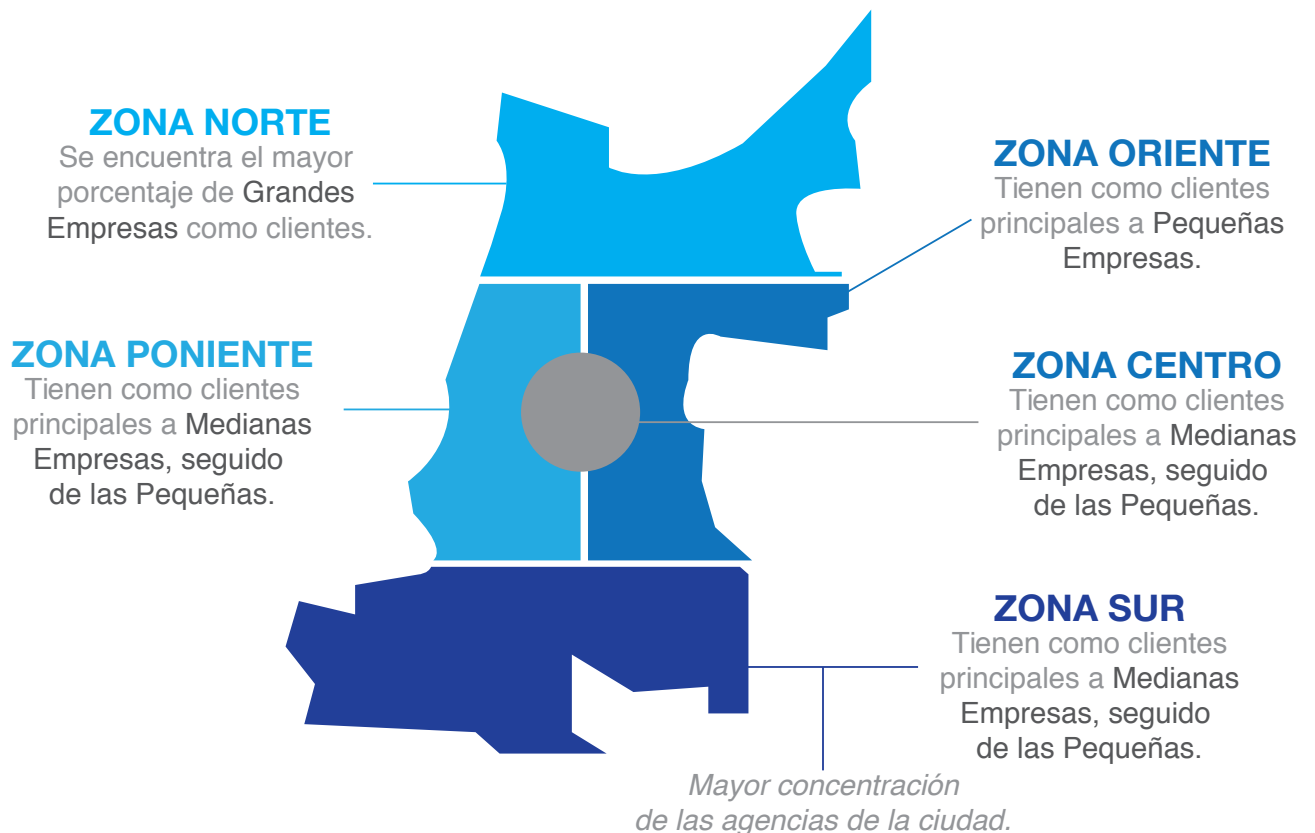 ZONA NORTE
Se encuentra el mayor
porcentaje de Grandes
Empresas como clientes.
ZONA ORIENTE
Tienen como clientes
principales a Pequeñas
Empresas.
ZONA PONIENTE
Tienen como clientes
principales a Medianas
Empresas, seguido
de las Pequeñas.
ZONA CENTRO
Tienen como clientes
principales a Medianas
Empresas, seguido
de las Pequeñas.
ZONA SUR
Tienen como clientes
principales a Medianas
Empresas, seguido
de las Pequeñas.
Mayor concentración
de las agencias de la ciudad.